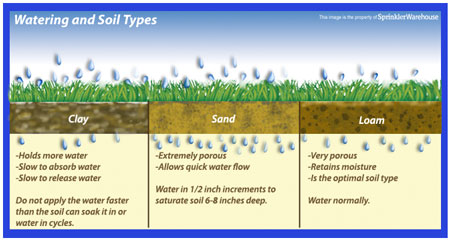 Watering and Soil Types
This image is the property of SprinklerWarehouse
Clay
Sand
Loam
-Holds more water
-Slow to absorb water
-Slow to release water
Do not apply the water faster
than the soil can soak it in or
water in cycles.
-Extremely porous
-Allows quick water flow
Water in 1/2 inch increments to
saturate soil 6-8 inches deep.
-Very porous
-Retains moisture
-Is the optimal soil type
Water normally.